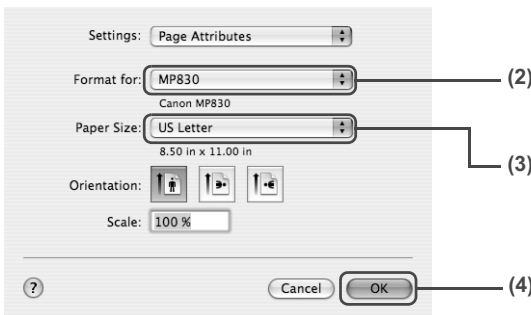 Settings: Page Attributes
Format for: MP830 (2)
Canon MP830
Paper Size: US Letter
8.50 in x 11.00 in (3)
Orientation:
Scale: 100 %
? Cancel OK (4)